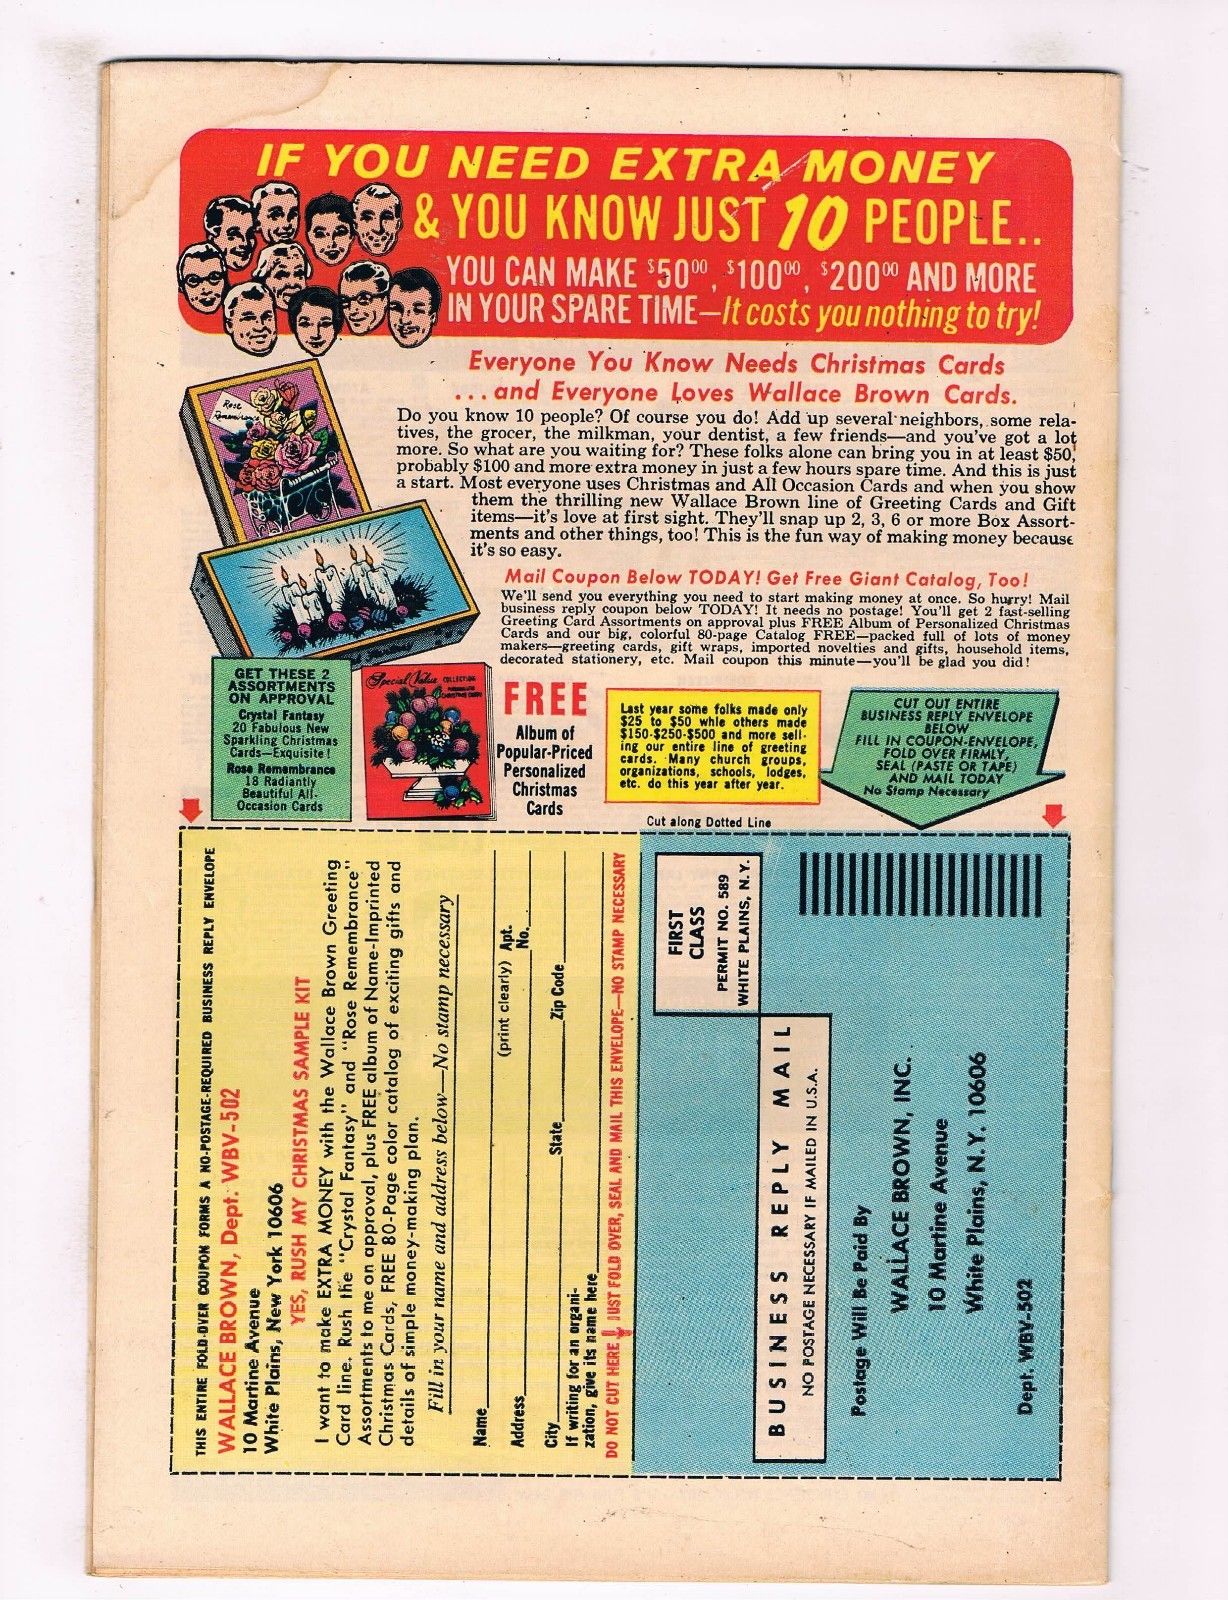 IF YOU NEED EXTRA MONEY
& YOU KNOW JUST 10 PEOPLE..
YOU CAN MAKE $50⁰⁰, $100⁰⁰, $200⁰⁰ AND MORE
IN YOUR SPARE TIME—It costs you nothing to try!
Everyone You Know Needs Christmas Cards
...and Everyone Loves Wallace Brown Cards.
Rose
Remembrance
Do you know 10 people? Of course you do! Add up several neighbors, some rela-
tives, the grocer, the milkman, your dentist, a few friends—and you've got a lot
more. So what are you waiting for? These folks alone can bring you in at least $50,
probably $100 and more extra money in just a few hours spare time. And this is just
a start. Most everyone uses Christmas and All Occasion Cards and when you show
them the thrilling new Wallace Brown line of Greeting Cards and Gift
items—it's love at first sight. They'll snap up 2, 3, 6 or more Box Assort-
ments and other things, too! This is the fun way of making money because
it's so easy.
Mail Coupon Below TODAY! Get Free Giant Catalog, Too!
We'll send you everything you need to start making money at once. So hurry! Mail
business reply coupon below TODAY! It needs no postage! You'll get 2 fast-selling
Greeting Card Assortments on approval plus FREE Album of Personalized Christmas
Cards and our big, colorful 80-page Catalog FREE—packed full of lots of money
makers—greeting cards, gift wraps, imported novelties and gifts, household items,
decorated stationery, etc. Mail coupon this minute—you'll be glad you did!
GET THESE 2
ASSORTMENTS
ON APPROVAL
Crystal Fantasy
20 Fabulous New
Sparkling Christmas
Cards—Exquisite!
Rose Remembrance
18 Radiantly
Beautiful All-
Occasion Cards
Special Value COLLECTION
PERSONALIZED
CHRISTMAS CARDS
FREE
Album of
Popular-Priced
Personalized
Christmas
Cards
Last year some folks made only
$25 to $50 while others made
$150-$250-$500 and more sell-
ing our entire line of greeting
cards. Many church groups,
organizations, schools, lodges,
etc. do this year after year.
CUT OUT ENTIRE
BUSINESS REPLY ENVELOPE
BELOW
FILL IN COUPON-ENVELOPE,
FOLD OVER FIRMLY,
SEAL (PASTE OR TAPE)
AND MAIL TODAY
No Stamp Necessary
Cut along Dotted Line
THIS ENTIRE FOLD-OVER COUPON FORMS A NO-POSTAGE-REQUIRED BUSINESS REPLY ENVELOPE
WALLACE BROWN, Dept. WBV-502
10 Martine Avenue
White Plains, New York 10606
YES, RUSH MY CHRISTMAS SAMPLE KIT
I want to make EXTRA MONEY with the Wallace Brown Greeting
Card line. Rush the "Crystal Fantasy" and "Rose Remembrance"
Assortments to me on approval, plus FREE album of Name-Imprinted
Christmas Cards, FREE 80-Page color catalog of exciting gifts and
details of simple money-making plan.
Fill in your name and address below—No stamp necessary
Name
(print clearly)
Address Apt. No.
City State Zip Code
If writing for an organi-
zation, give its name here
DO NOT CUT HERE JUST FOLD OVER, SEAL AND MAIL THIS ENVELOPE—NO STAMP NECESSARY
FIRST
CLASS
PERMIT NO. 589
WHITE PLAINS, N.Y.
BUSINESS REPLY MAIL
NO POSTAGE NECESSARY IF MAILED IN U.S.A.
Postage Will Be Paid By
WALLACE BROWN, INC.
10 Martine Avenue
White Plains, N. Y. 10606
Dept. WBV-502